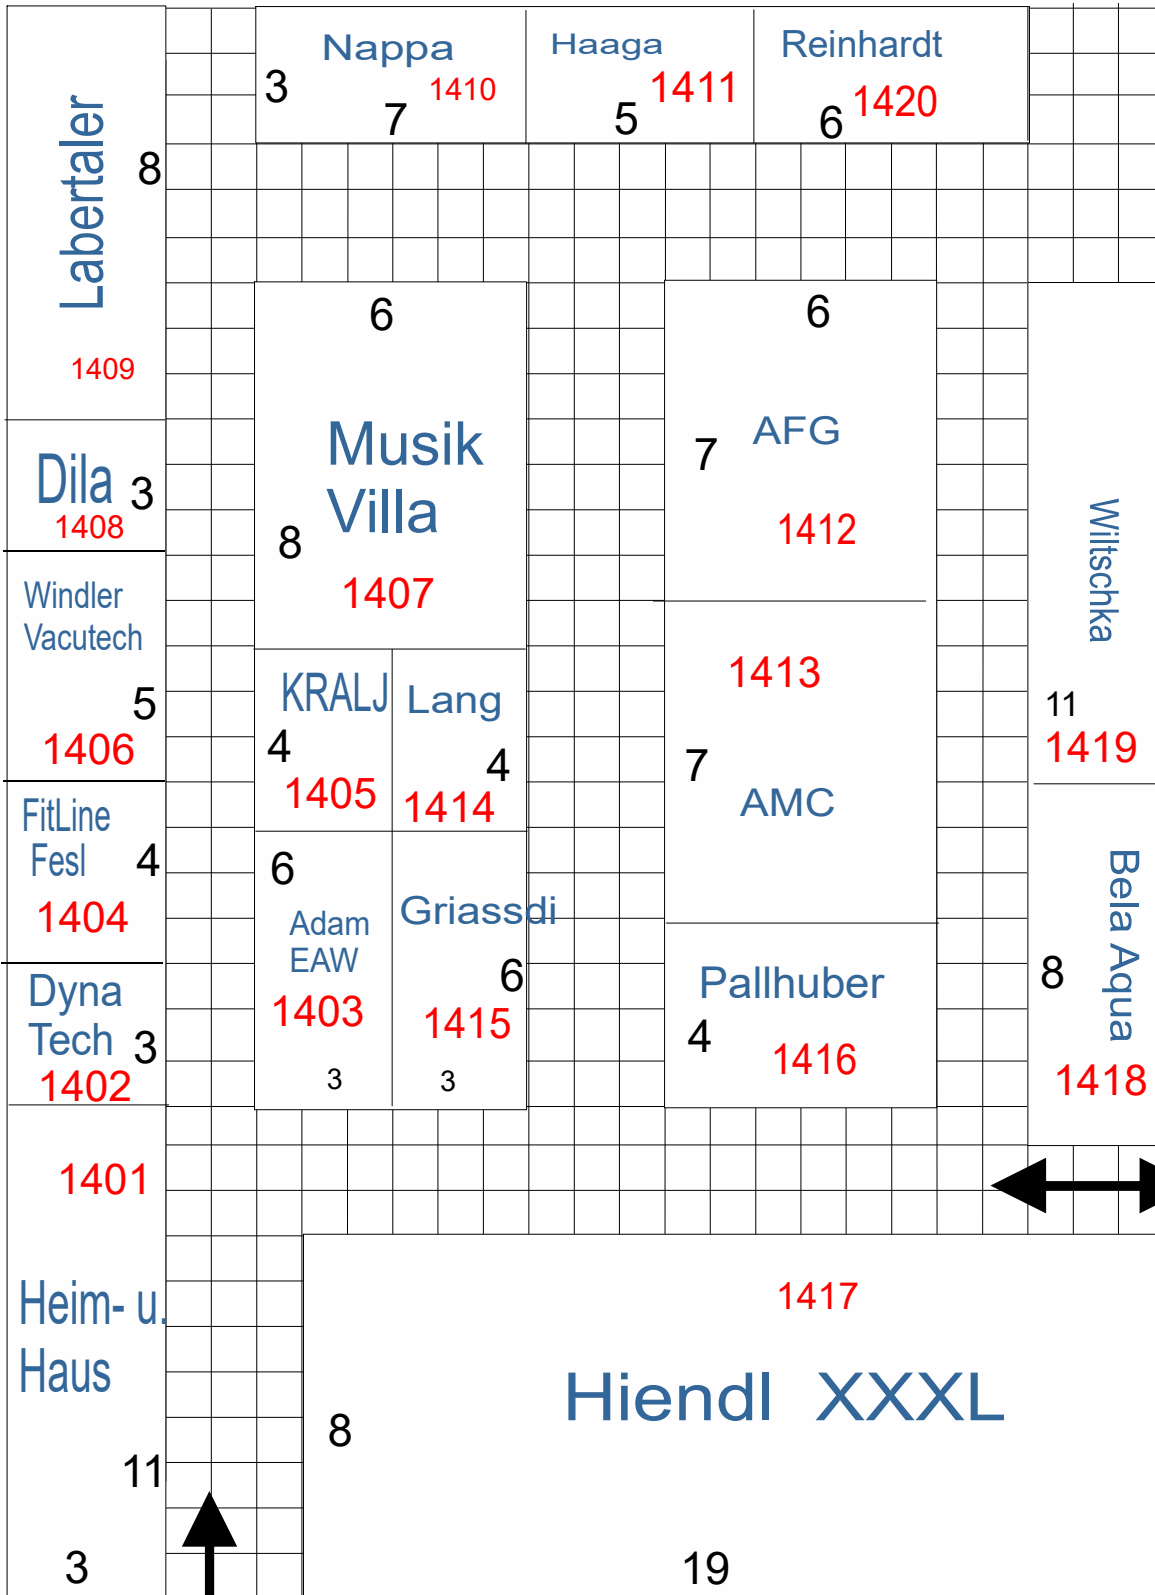 Nappa
3
1410
7
Haaga
1411
5
Reinhardt
6
1420
Labertaler
8
1409
Dila
3
1408
Windler
Vacutech
5
1406
FitLine
Fesl
4
1404
Dyna
Tech
3
1402
1401
Heim- u.
Haus
11
3
6
Musik
Villa
8
1407
KRALJ
4
1405
Lang
4
1414
6
Adam
EAW
1403
3
Griassdi
6
1415
3
6
AFG
7
1412
1413
7
AMC
Pallhuber
4
1416
Wiltschka
11
1419
Bela Aqua
8
1418
1417
Hiendl XXXL
8
19